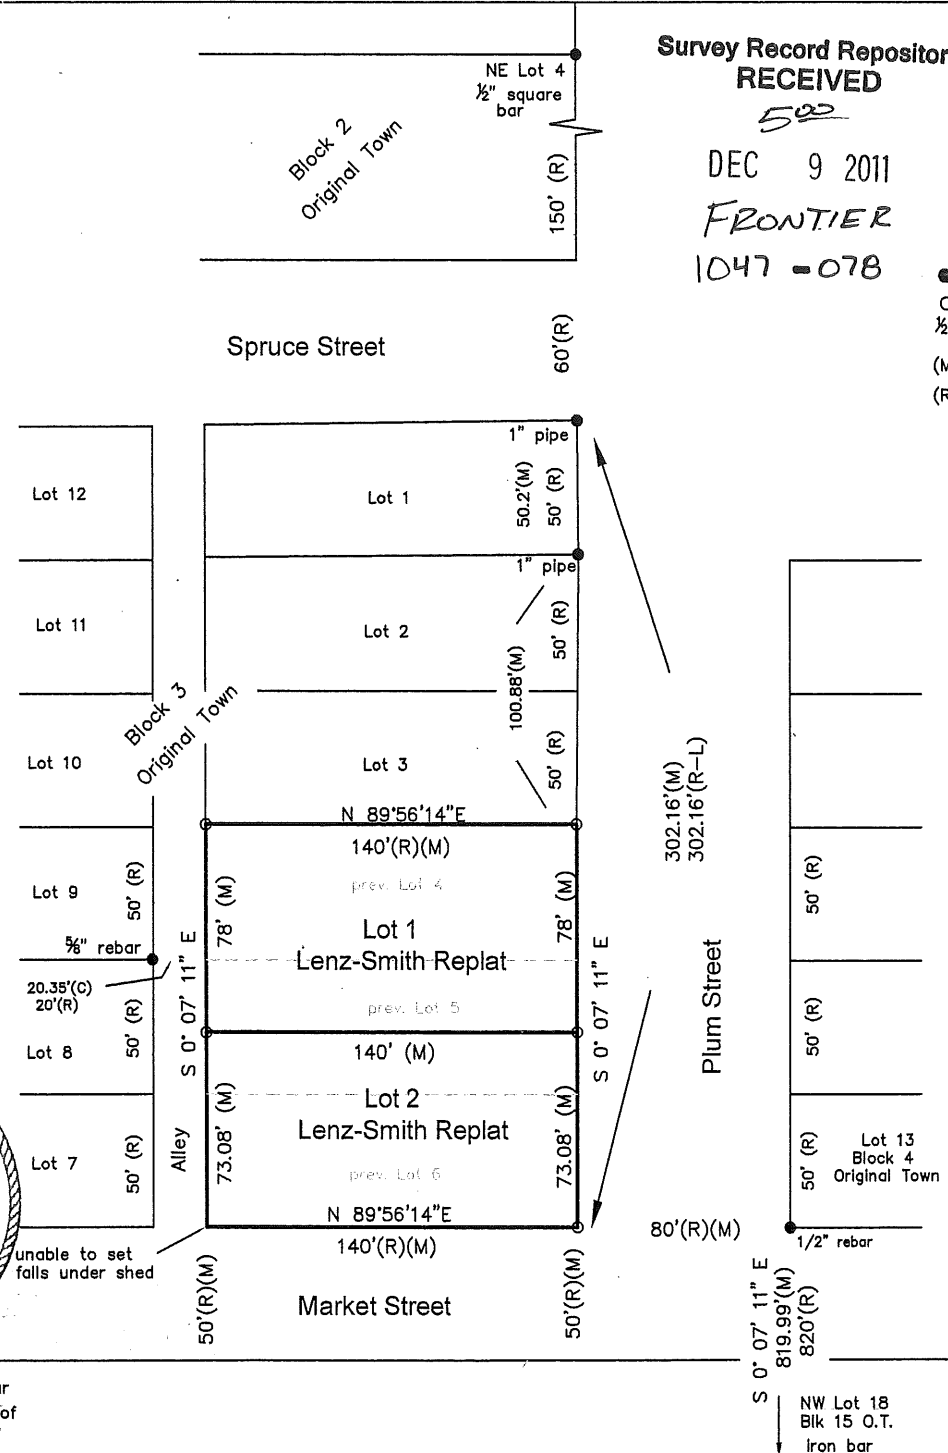 Survey Record Repositor
RECEIVED
5 00
DEC 9 2011
FRONTIER
1047 - 078
NE Lot 4
½" square
bar
Block 2
Original Town
150' (R)
½
(M
(R
Spruce Street
60'(R)
1" pipe
Lot 12
Lot 1
50.2'(M)
50' (R)
1" pipe
Lot 11
Lot 2
50' (R)
100.88'(M)
Block 3
Original Town
Lot 10
Lot 3
50' (R)
302.16'(M)
302.16'(R-L)
N 89°56'14"E
140'(R)(M)
prev. Lot 4
Lot 9
50' (R)
78' (M)
Lot 1
Lenz-Smith Replat
78' (M)
50' (R)
⅝" rebar
20.35'(C)
20'(R)
S 0° 07' 11" E
S 0° 07' 11" E
prev. Lot 5
Plum Street
Lot 8
50' (R)
140' (M)
50' (R)
Lot 2
Lenz-Smith Replat
73.08' (M)
73.08' (M)
Alley
Lot 7
50' (R)
prev. Lot 6
50' (R)
Lot 13
Block 4
Original Town
N 89°56'14"E
140'(R)(M)
80'(R)(M)
1/2" rebar
unable to set
falls under shed
50'(R)(M)
Market Street
50'(R)(M)
S 0° 07' 11" E
819.99'(M)
820'(R)
ar
of
NW Lot 18
Blk 15 O.T.
iron bar